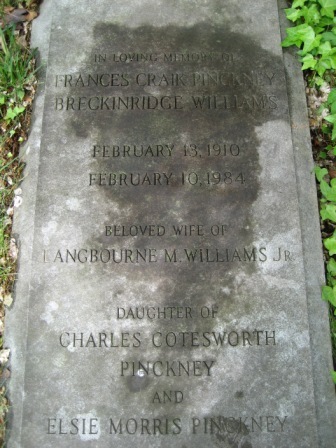 IN LOVING MEMORY OF
FRANCES CRAIK PINCKNEY
BRECKINRIDGE WILLIAMS
FEBRUARY 13, 1910
FEBRUARY 10, 1984
BELOVED WIFE OF
LANGBOURNE M. WILLIAMS JR
DAUGHTER OF
CHARLES COTESWORTH
PINCKNEY
AND
ELSIE MORRIS PINCKNEY